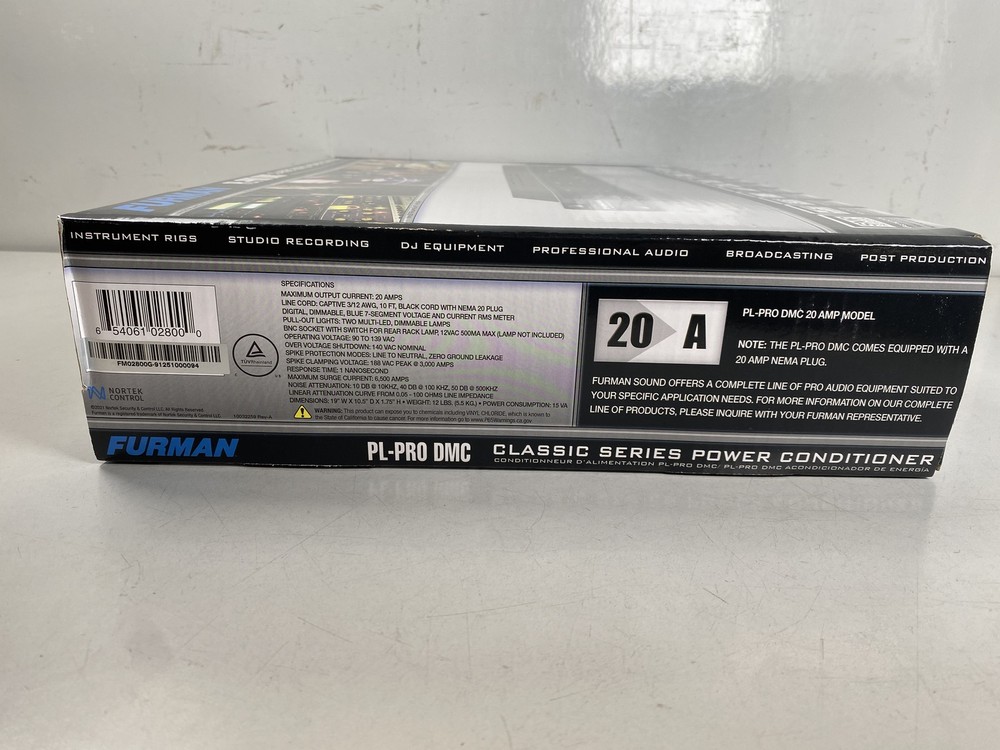 FURMAN
INSTRUMENT RIGS STUDIO RECORDING DJ EQUIPMENT PROFESSIONAL AUDIO BROADCASTING POST PRODUCTION
6 54061 02800 0
FM02800G-91251000094
NORTEK
CONTROL
TÜVRheinland
SPECIFICATIONS
MAXIMUM OUTPUT CURRENT: 20 AMPS
LINE CORD: CAPTIVE 3/12 AWG, 10 FT, BLACK CORD WITH NEMA 20 PLUG
DIGITAL, DIMMABLE, BLUE 7-SEGMENT VOLTAGE AND CURRENT RMS METER
PULL-OUT LIGHTS: TWO MULTI-LED, DIMMABLE LAMPS
BNC SOCKET WITH SWITCH FOR REAR RACK LAMP, 12VAC 500MA MAX (LAMP NOT INCLUDED)
OPERATING VOLTAGE: 90 TO 139 VAC
OVER VOLTAGE SHUTDOWN: 140 VAC NOMINAL
SPIKE PROTECTION MODES: LINE TO NEUTRAL, ZERO GROUND LEAKAGE
SPIKE CLAMPING VOLTAGE: 188 VAC PEAK @ 3,000 AMPS
RESPONSE TIME: 1 NANOSECOND
MAXIMUM SURGE CURRENT: 6,500 AMPS
NOISE ATTENUATION: 10 DB @ 10KHZ, 40 DB @ 100 KHZ, 50 DB @ 500KHZ
LINEAR ATTENUATION CURVE FROM 0.05 - 100 OHMS LINE IMPEDANCE
DIMENSIONS: 19" W X 10.5" D X 1.75" H • WEIGHT: 12 LBS. (5.5 KG.) • POWER CONSUMPTION: 15 VA
WARNING: This product can expose you to chemicals including VINYL CHLORIDE, which is known to
the State of California to cause cancer. For more information go to www.P65Warnings.ca.gov
20 A
PL-PRO DMC 20 AMP MODEL
NOTE: THE PL-PRO DMC COMES EQUIPPED WITH A
20 AMP NEMA PLUG.
FURMAN SOUND OFFERS A COMPLETE LINE OF PRO AUDIO EQUIPMENT SUITED TO
YOUR SPECIFIC APPLICATION NEEDS. FOR MORE INFORMATION ON OUR COMPLETE
LINE OF PRODUCTS, PLEASE INQUIRE WITH YOUR FURMAN REPRESENTATIVE.
FURMAN PL-PRO DMC CLASSIC SERIES POWER CONDITIONER
CONDITIONNEUR D'ALIMENTATION PL-PRO DMC/ PL-PRO DMC ACONDICIONADOR DE ENERGÍA